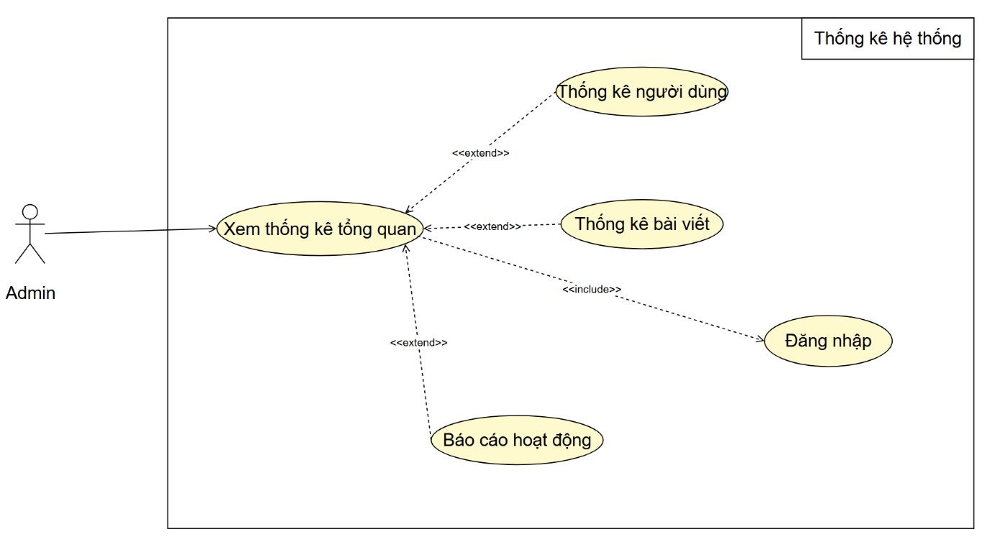 Thống kê hệ thống
Thống kê người dùng
<<extend>>
Xem thống kê tổng quan
<<extend>>
Thống kê bài viết
<<include>>
Admin
<<extend>>
Đăng nhập
Báo cáo hoạt động